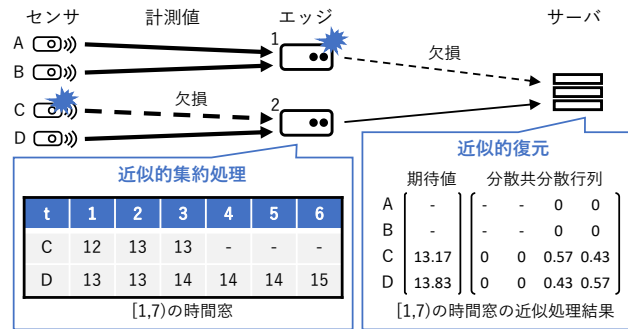 センサ 計測値 エッジ サーバ
A
B
C
D
1
2
欠損
欠損
近似的集約処理
t 1 2 3 4 5 6
C 12 13 13 - - -
D 13 13 14 14 14 15
[1,7)の時間窓
近似的復元
期待値 分散共分散行列
A - - - 0 0
B - - - 0 0
C 13.17 0 0 0.57 0.43
D 13.83 0 0 0.43 0.57
[1,7)の時間窓の近似処理結果